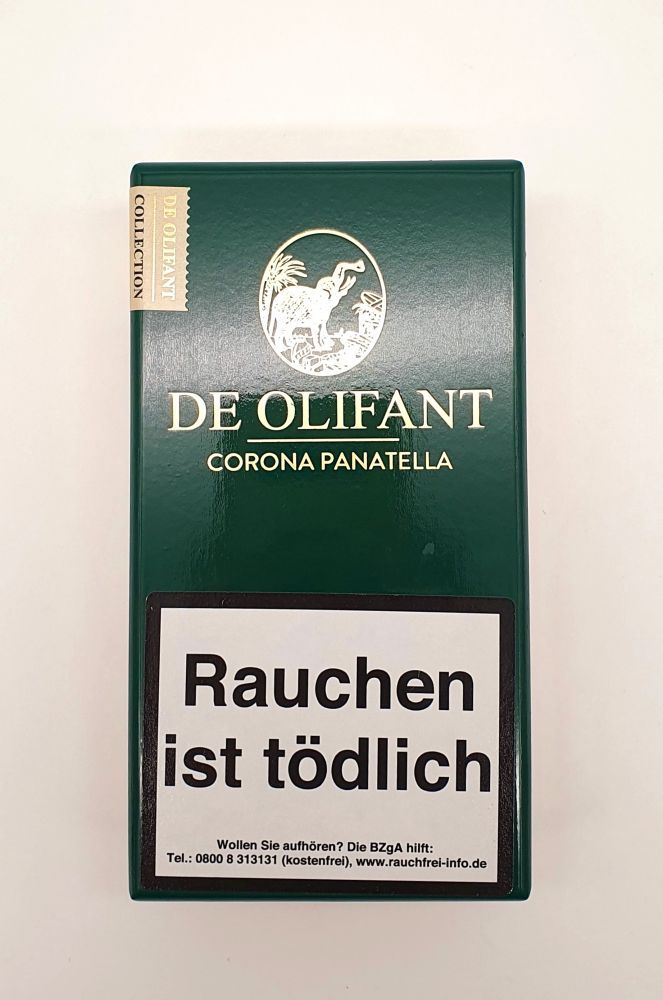 DE OLIFANT
COLLECTION
DE OLIFANT
CORONA PANATELLA
Rauchen
ist tödlich
Wollen Sie aufhören? Die BZgA hilft:
Tel.: 0800 8 313131 (kostenfrei), www.rauchfrei-info.de